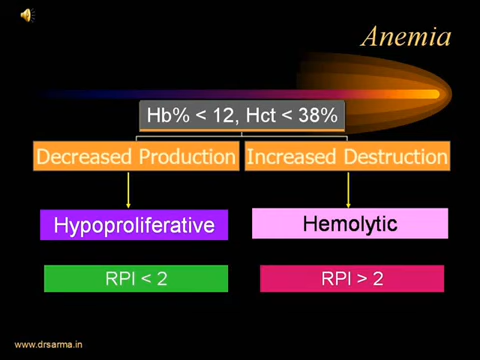 Anemia
Hb% < 12, Hct < 38%
Decreased Production
Increased Destruction
Hypoproliferative
Hemolytic
RPI < 2
RPI > 2
www.drsarma.in